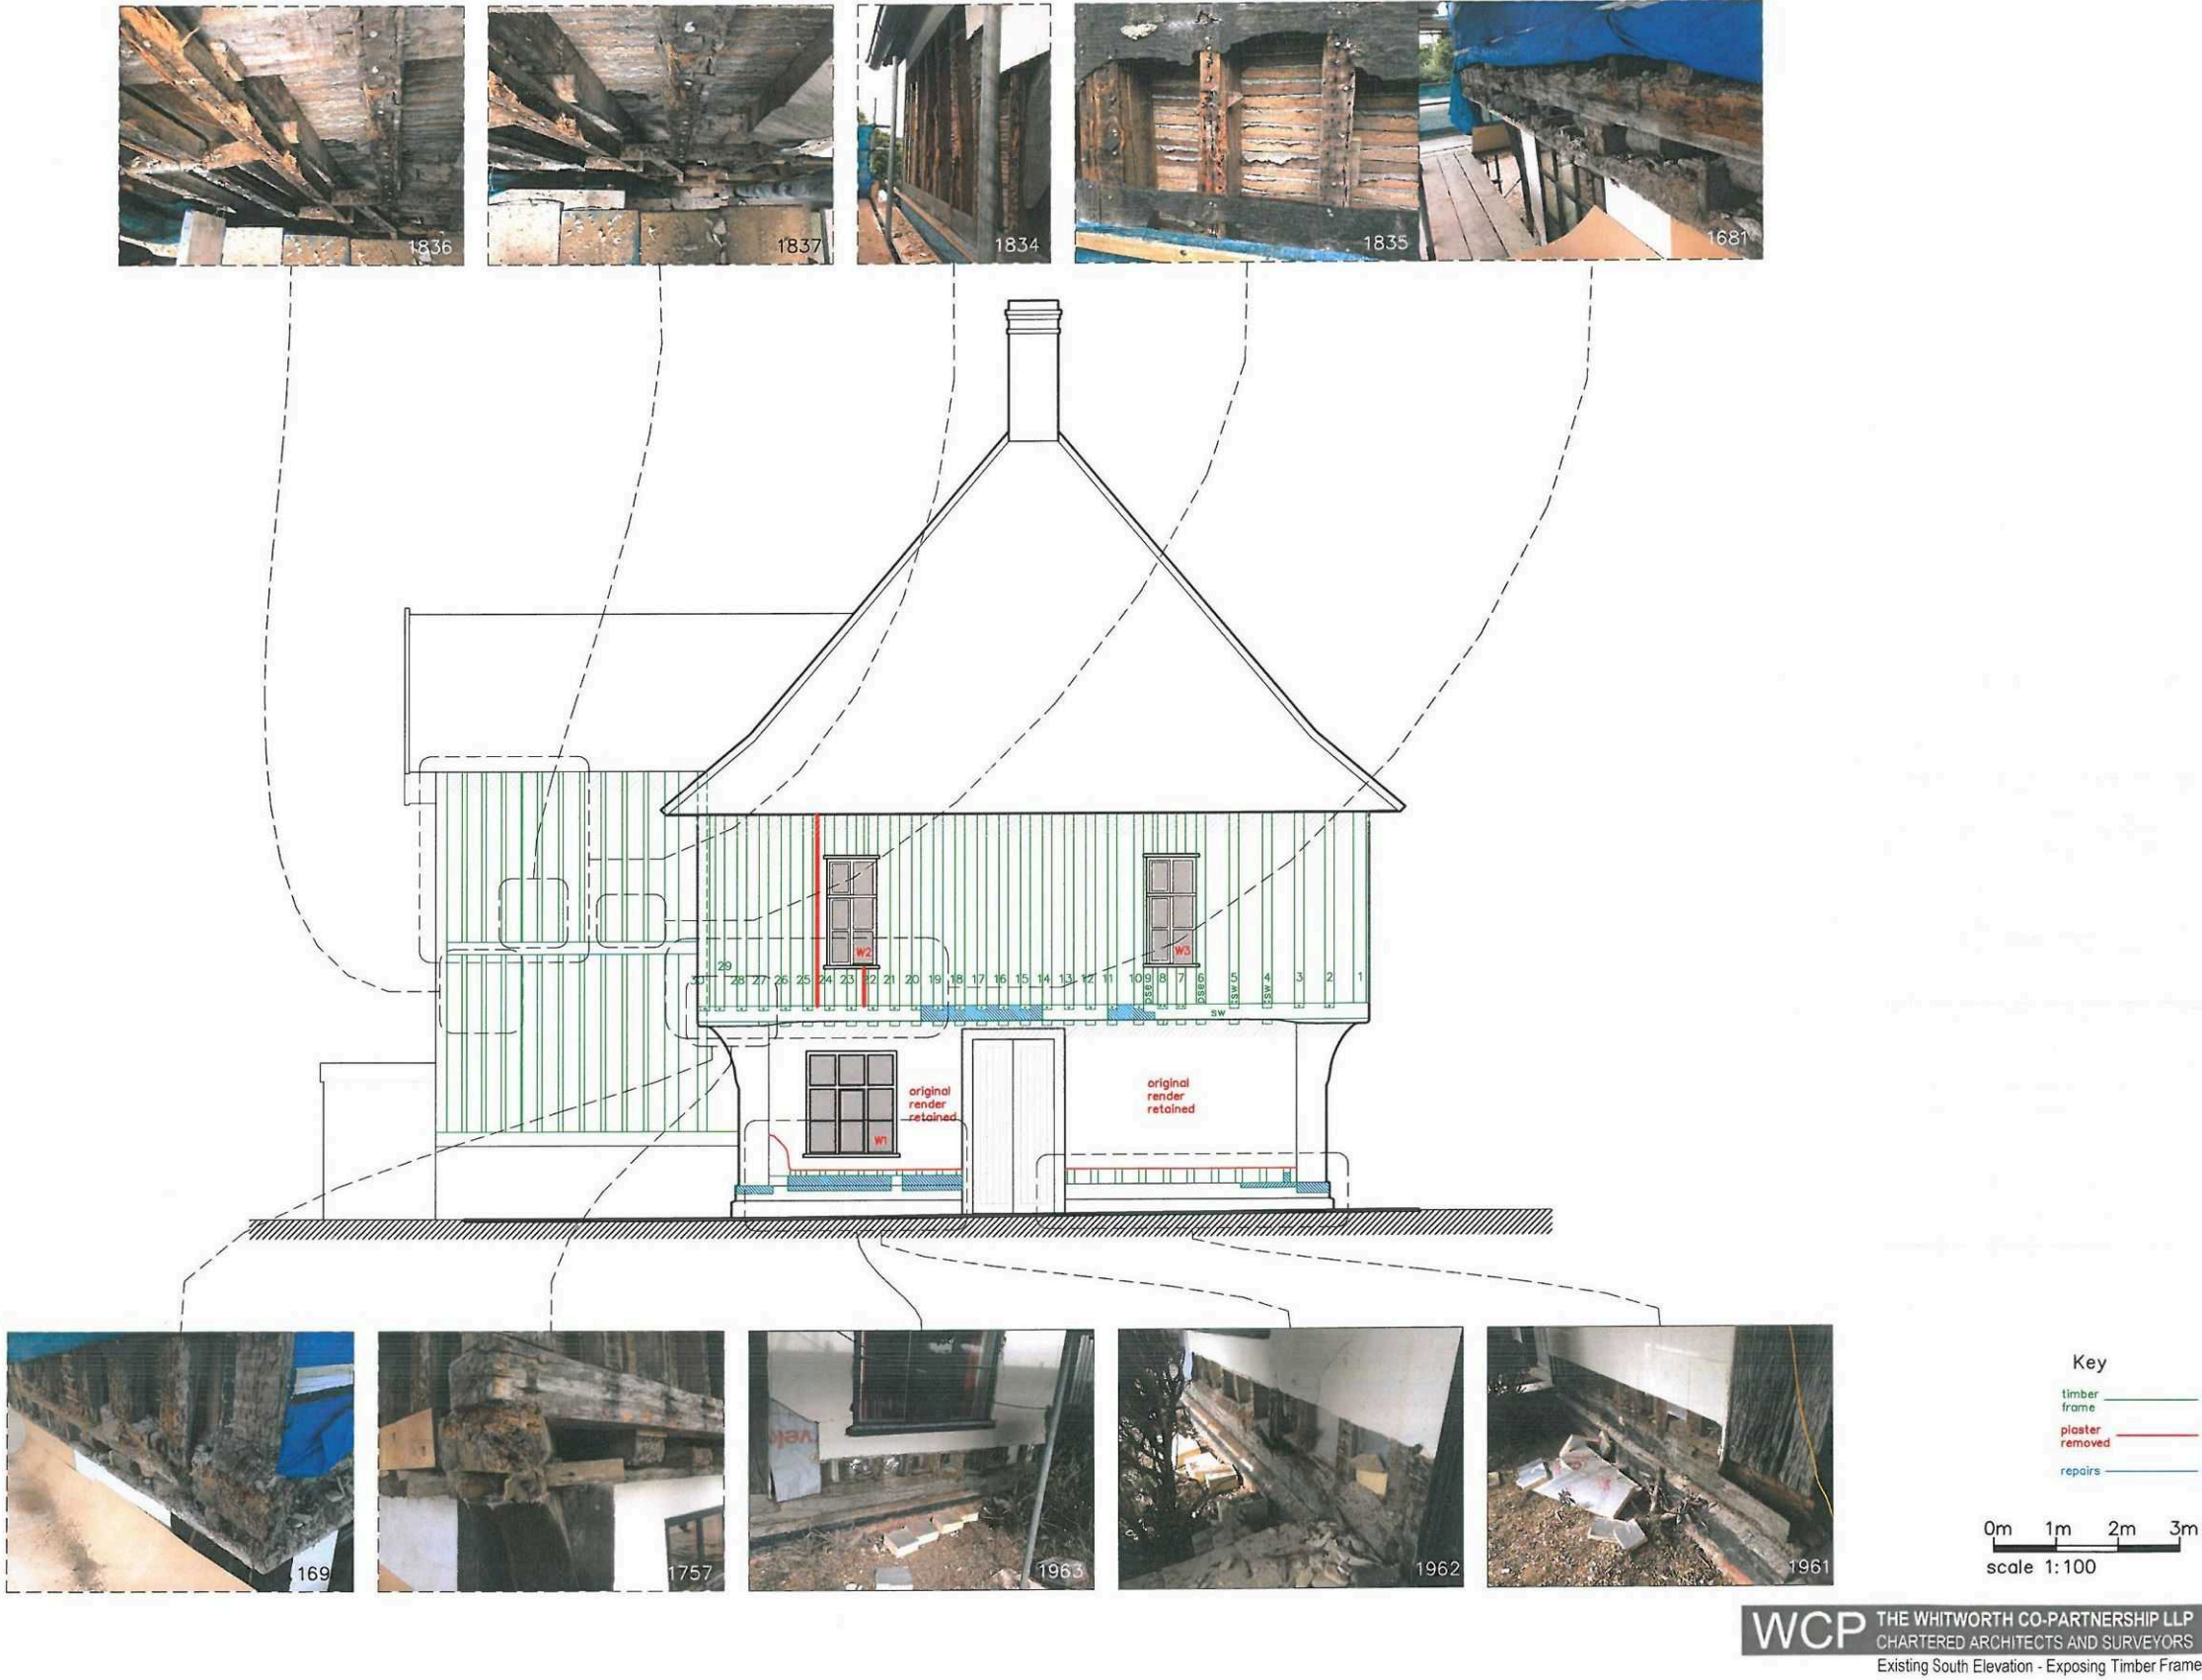 1836
1837
1834
1835
1681
W2
W3
29
30 28 27 26 25 24 23 22 21 20 19 18 17 16 15 14 13 12 11 10 9 8 7 6 5 4 3 2 1
pse
pse
sw
sw
sw
original
render
retained
original
render
retained
W1
169
1757
1963
1962
1961
Key
timber
frame
plaster
removed
repairs
0m 1m 2m 3m
scale 1:100
WCP THE WHITWORTH CO-PARTNERSHIP LLP
CHARTERED ARCHITECTS AND SURVEYORS
Existing South Elevation - Exposing Timber Frame